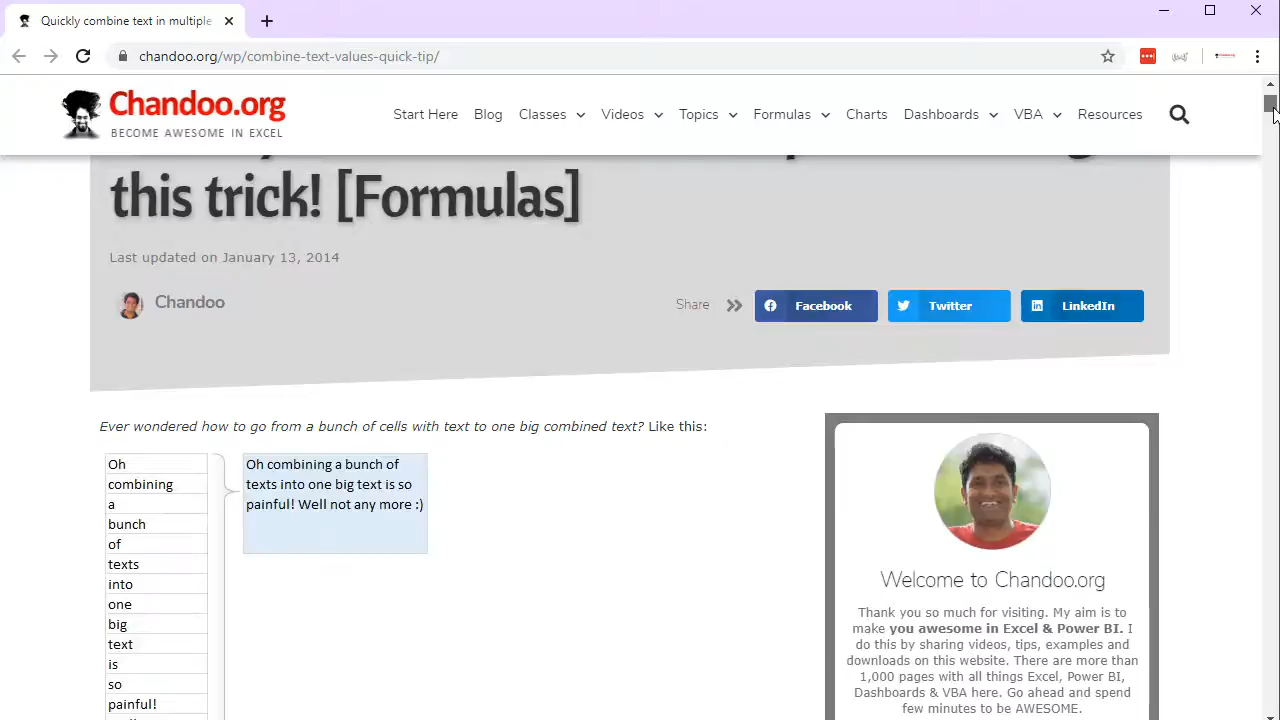 Quickly combine text in multiple
chandoo.org/wp/combine-text-values-quick-tip/
Chandoo.org
BECOME AWESOME IN EXCEL
Start Here Blog Classes Videos Topics Formulas Charts Dashboards VBA Resources
this trick! [Formulas]
Last updated on January 13, 2014
Chandoo
Share
Facebook
Twitter
LinkedIn
Ever wondered how to go from a bunch of cells with text to one big combined text? Like this:
Oh
combining
a
bunch
of
texts
into
one
big
text
is
so
painful!
Oh combining a bunch of
texts into one big text is so
painful! Well not any more :)
Welcome to Chandoo.org
Thank you so much for visiting. My aim is to
make you awesome in Excel & Power BI. I
do this by sharing videos, tips, examples and
downloads on this website. There are more than
1,000 pages with all things Excel, Power BI,
Dashboards & VBA here. Go ahead and spend
few minutes to be AWESOME.